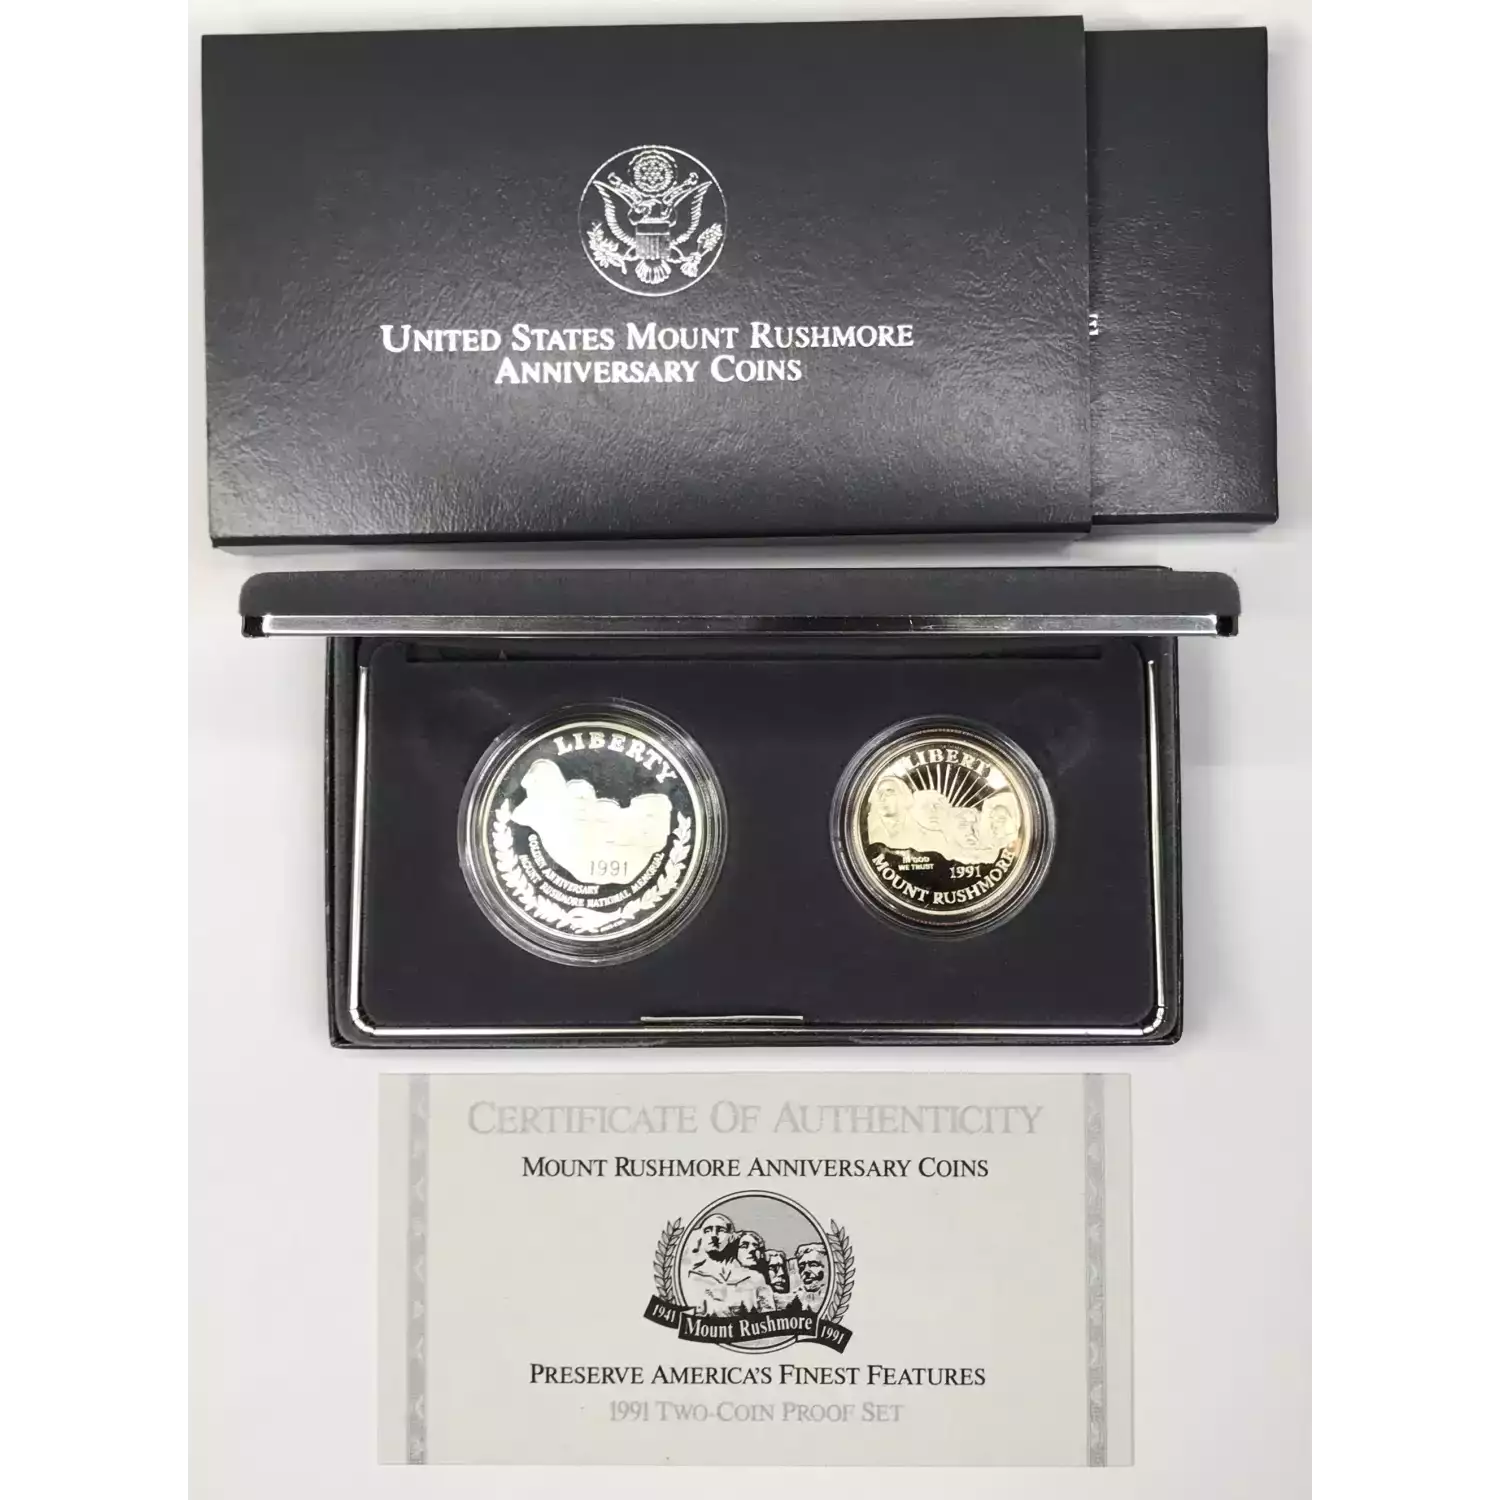 UNITED STATES MOUNT RUSHMORE
ANNIVERSARY COINS
E
LIBERTY
1991
GOLDEN ANNIVERSARY
MOUNT RUSHMORE NATIONAL MEMORIAL
LIBERTY
IN GOD
WE TRUST
1991
MOUNT RUSHMORE
CERTIFICATE OF AUTHENTICITY
MOUNT RUSHMORE ANNIVERSARY COINS
1941
Mount Rushmore
1991
PRESERVE AMERICA'S FINEST FEATURES
1991 TWO-COIN PROOF SET